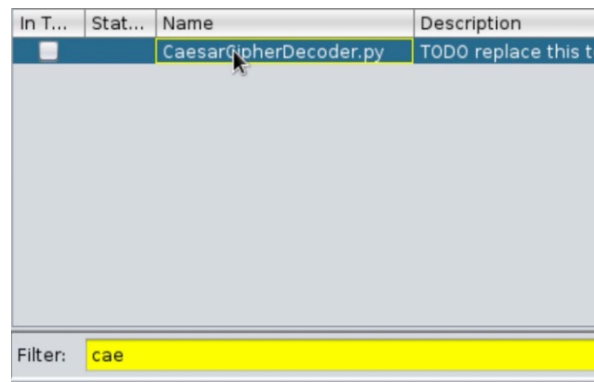 In T... Stat... Name Description
CaesarCipherDecoder.py TODO replace this t
Filter: cae